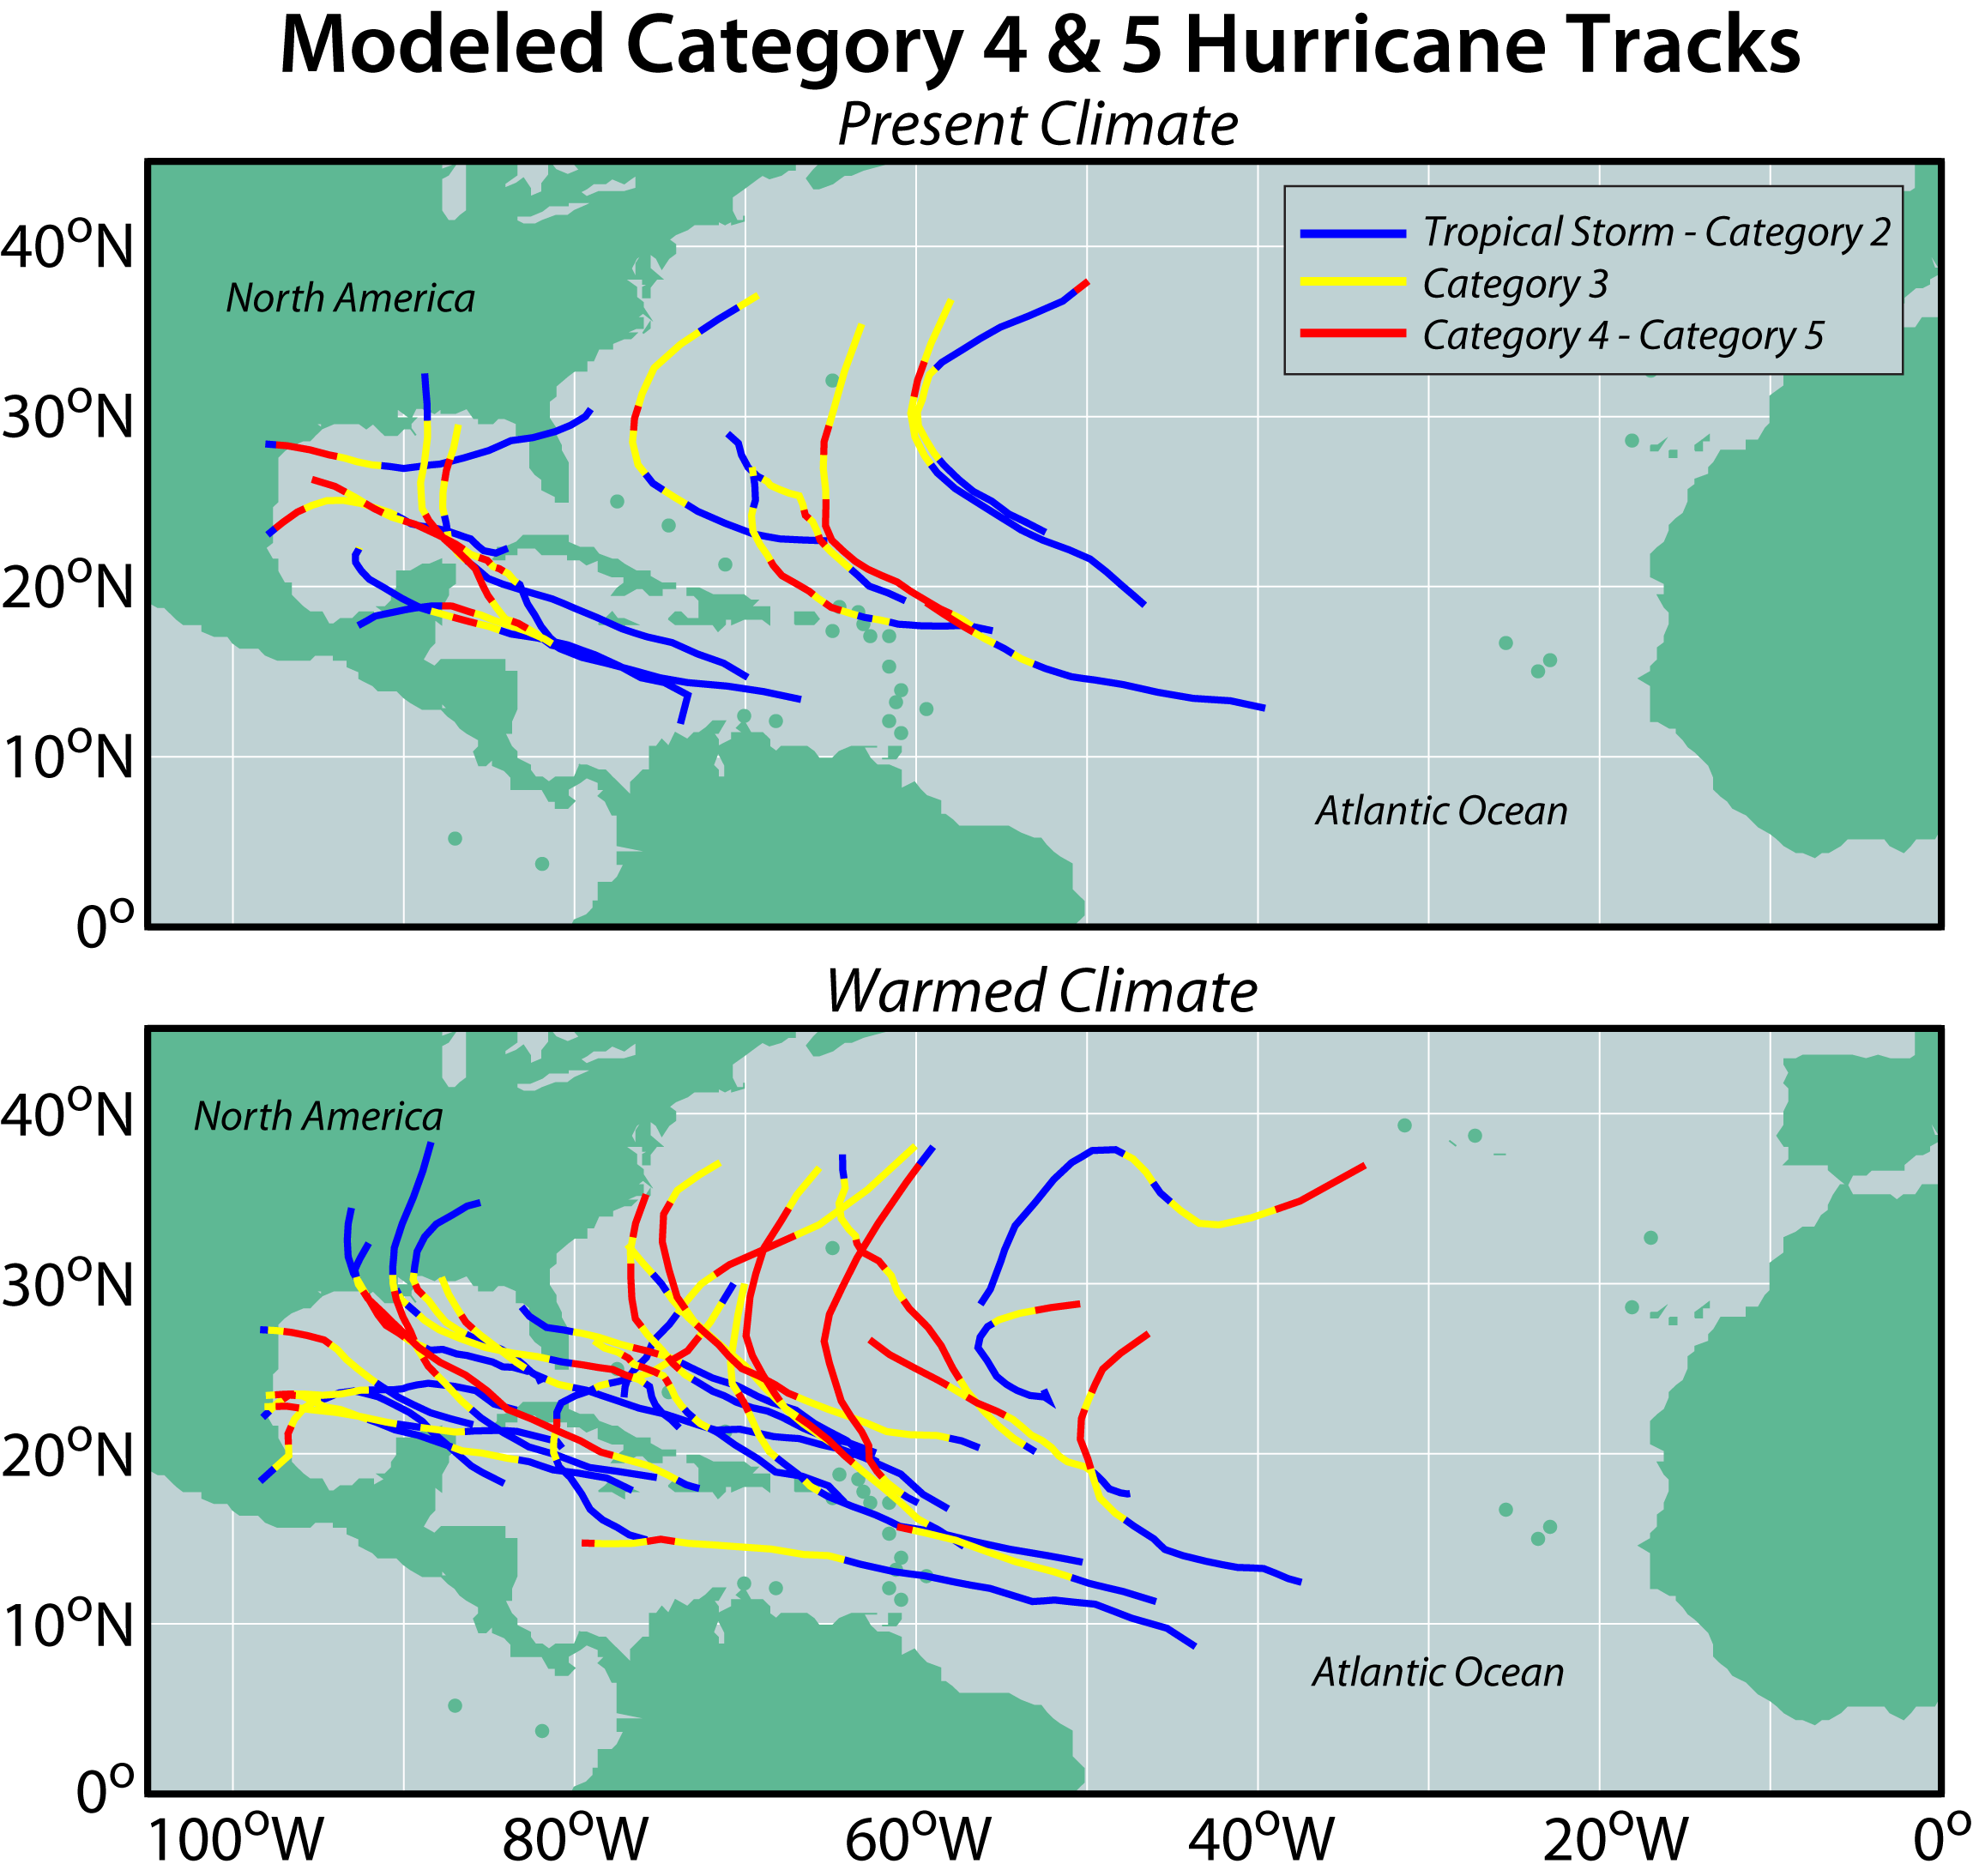 Modeled Category 4 & 5 Hurricane Tracks
Present Climate
40°N
30°N
20°N
10°N
0°
North America
Tropical Storm - Category 2
Category 3
Category 4 - Category 5
Atlantic Ocean
Warmed Climate
40°N
30°N
20°N
10°N
0°
North America
Atlantic Ocean
100°W 80°W 60°W 40°W 20°W 0°